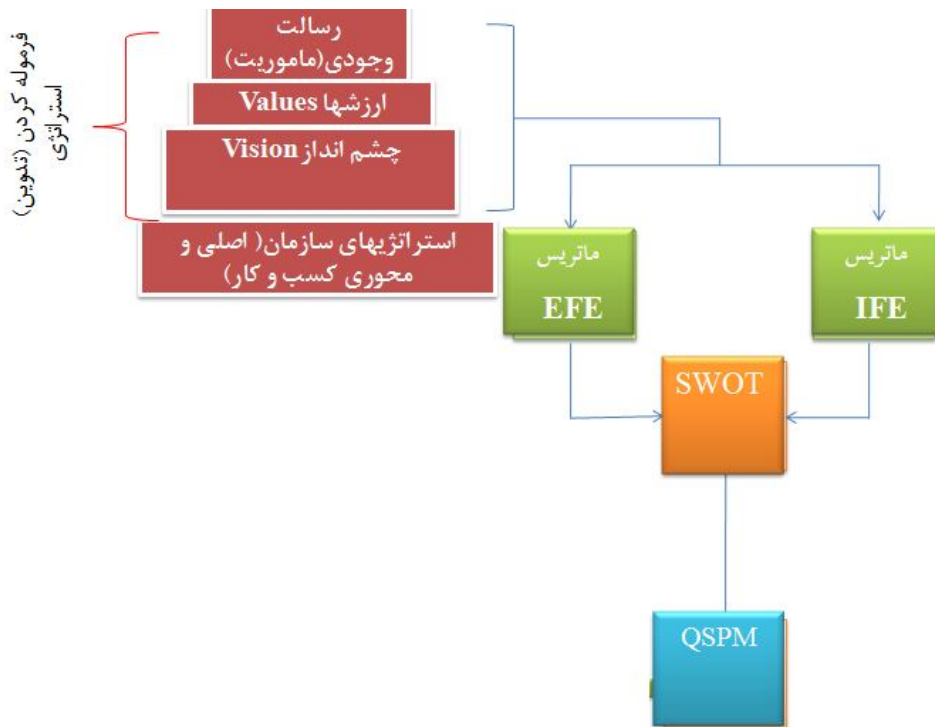 فرموله کردن (تدوین)
استراتژی
رسالت
وجودی(ماموریت)
ارزشها Values
چشم انداز Vision
استراتژیهای سازمان( اصلی و
محوری کسب و کار)
ماتریس
EFE
ماتریس
IFE
SWOT
QSPM